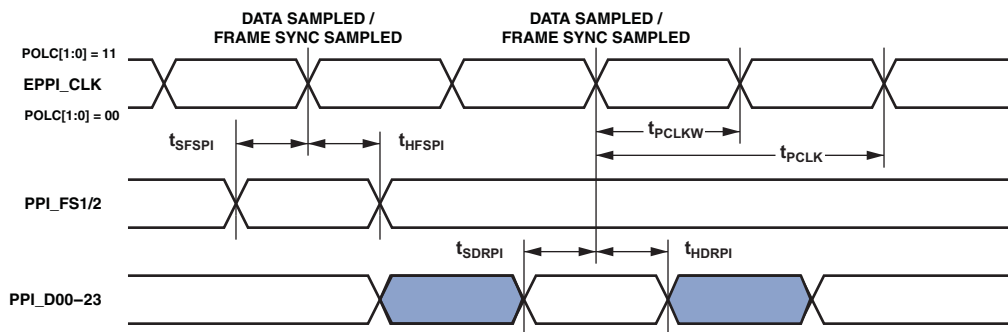 DATA SAMPLED /
FRAME SYNC SAMPLED
DATA SAMPLED /
FRAME SYNC SAMPLED
POLC[1:0] = 11
EPPI_CLK
POLC[1:0] = 00
tSFSPI
tHFSPI
tPCLKW
tPCLK
PPI_FS1/2
tSDRPI
tHDRPI
PPI_D00–23